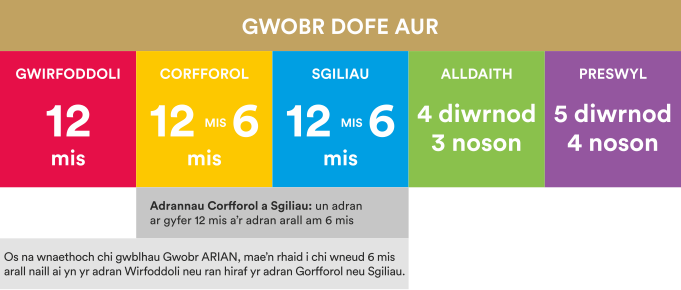 GWOBR DOFE AUR
GWIRFODDOLI
12
mis
CORFFOROL
12 MIS 6
mis
SGILIAU
12 MIS 6
mis
ALLDAITH
4 diwrnod
3 noson
PRESWYL
5 diwrnod
4 noson
Adrannau Corfforol a Sgiliau: un adran
ar gyfer 12 mis a'r adran arall am 6 mis
Os na wnaethoch chi gwblhau Gwobr ARIAN, mae'n rhaid i chi wneud 6 mis
arall naill ai yn yr adran Wirfoddoli neu ran hiraf yr adran Gorfforol neu Sgiliau.